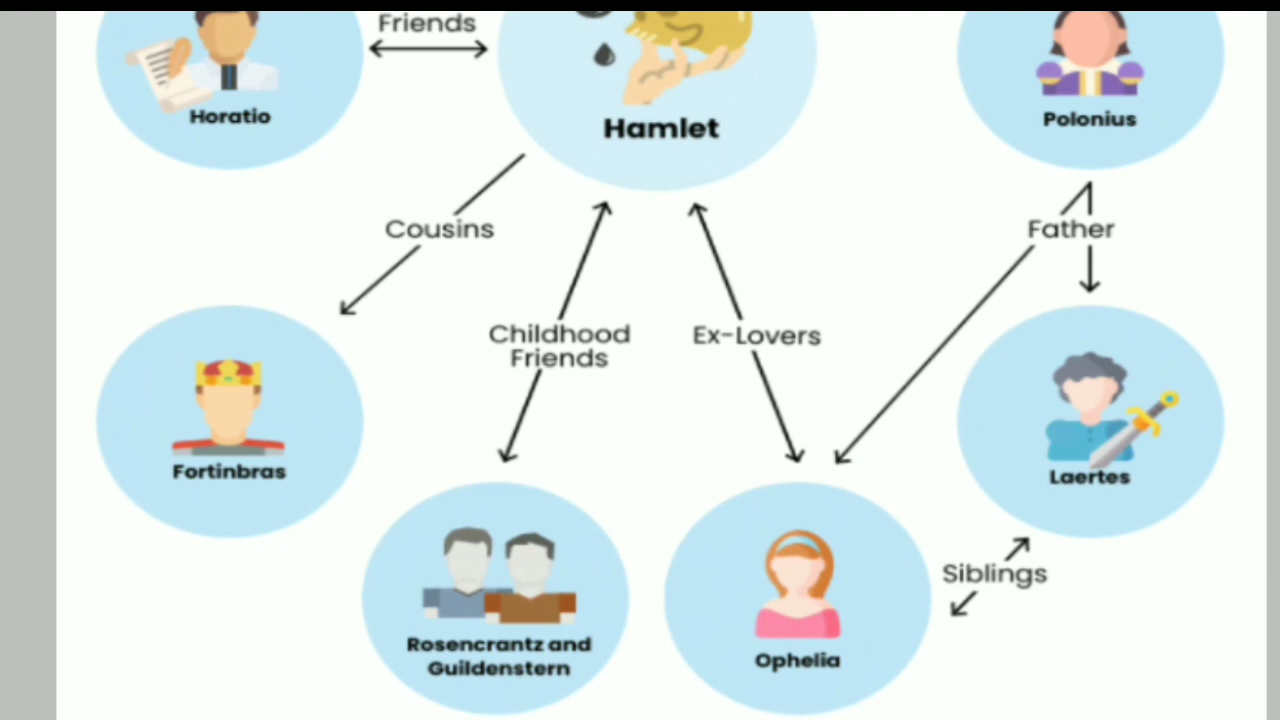 Friends
Horatio
Hamlet
Polonius
Cousins
Father
Childhood
Friends
Ex-Lovers
Fortinbras
Laertes
Siblings
Rosencrantz and
Guildenstern
Ophelia